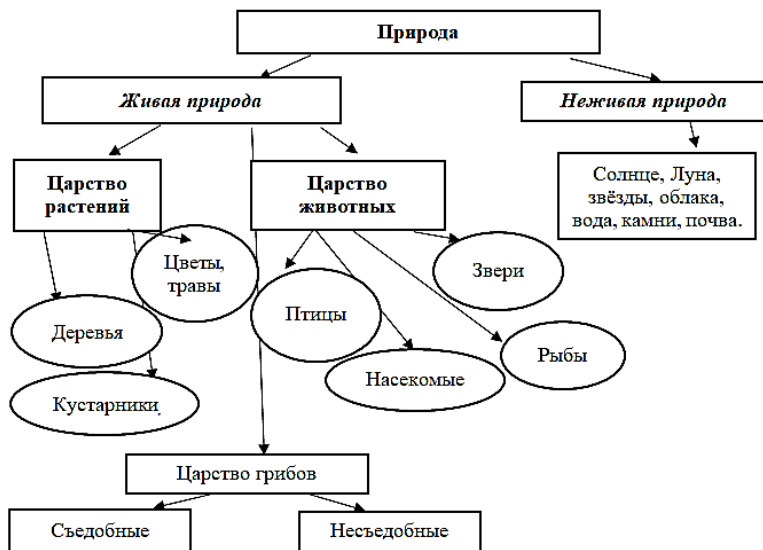 Природа
Живая природа
Неживая природа
Царство
растений
Царство
животных
Солнце, Луна,
звёзды, облака,
вода, камни, почва.
Цветы,
травы
Звери
Птицы
Деревья
Рыбы
Насекомые
Кустарники
Царство грибов
Съедобные
Несъедобные